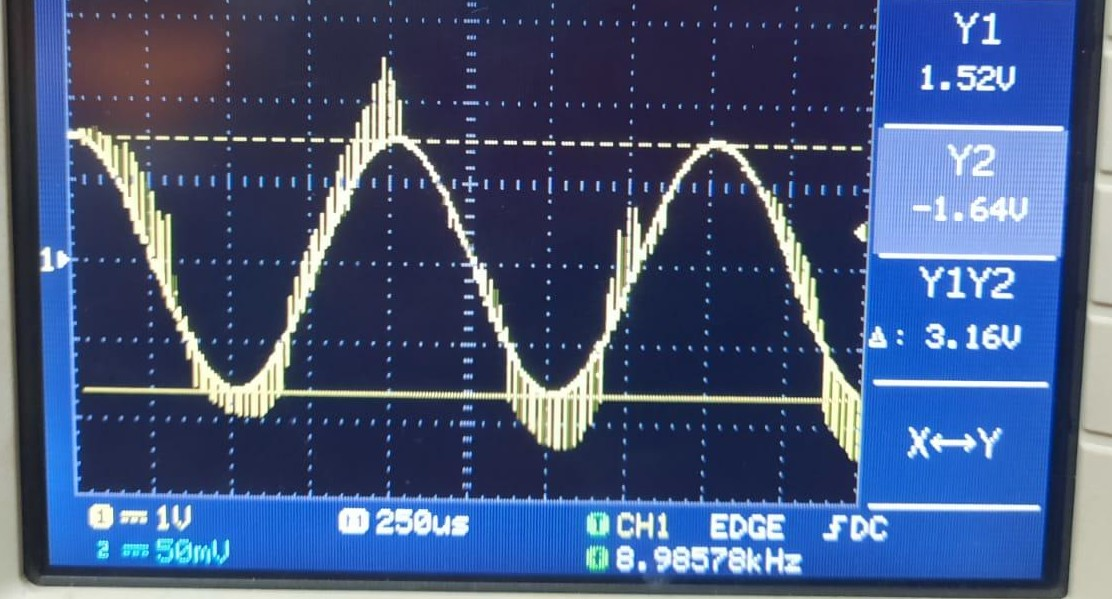 Y1
1.52V
Y2
-1.64V
Y1Y2
Δ: 3.16V
X↔Y
1
1 ⎓ 1V
M 250us
T CH1 EDGE ƒDC
2 ⎓ 50mV
F 8.98578kHz